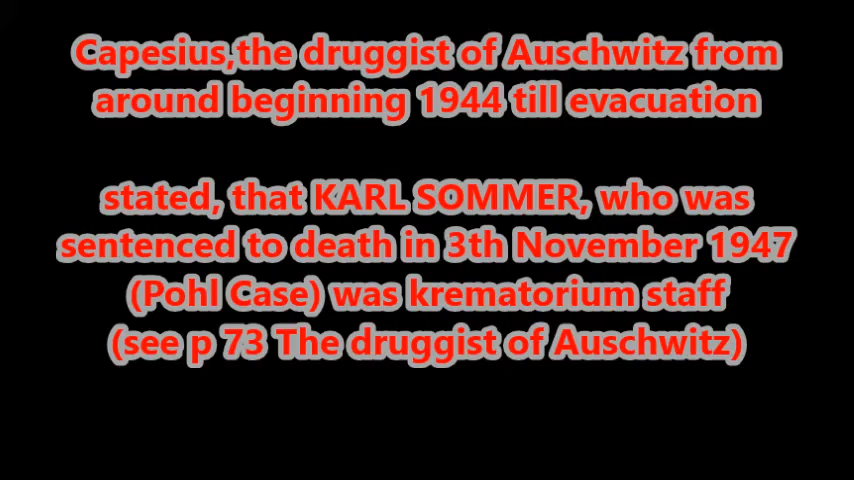 Capesius,the druggist of Auschwitz from
around beginning 1944 till evacuation
stated, that KARL SOMMER, who was
sentenced to death in 3th November 1947
(Pohl Case) was krematorium staff
(see p 73 The druggist of Auschwitz)